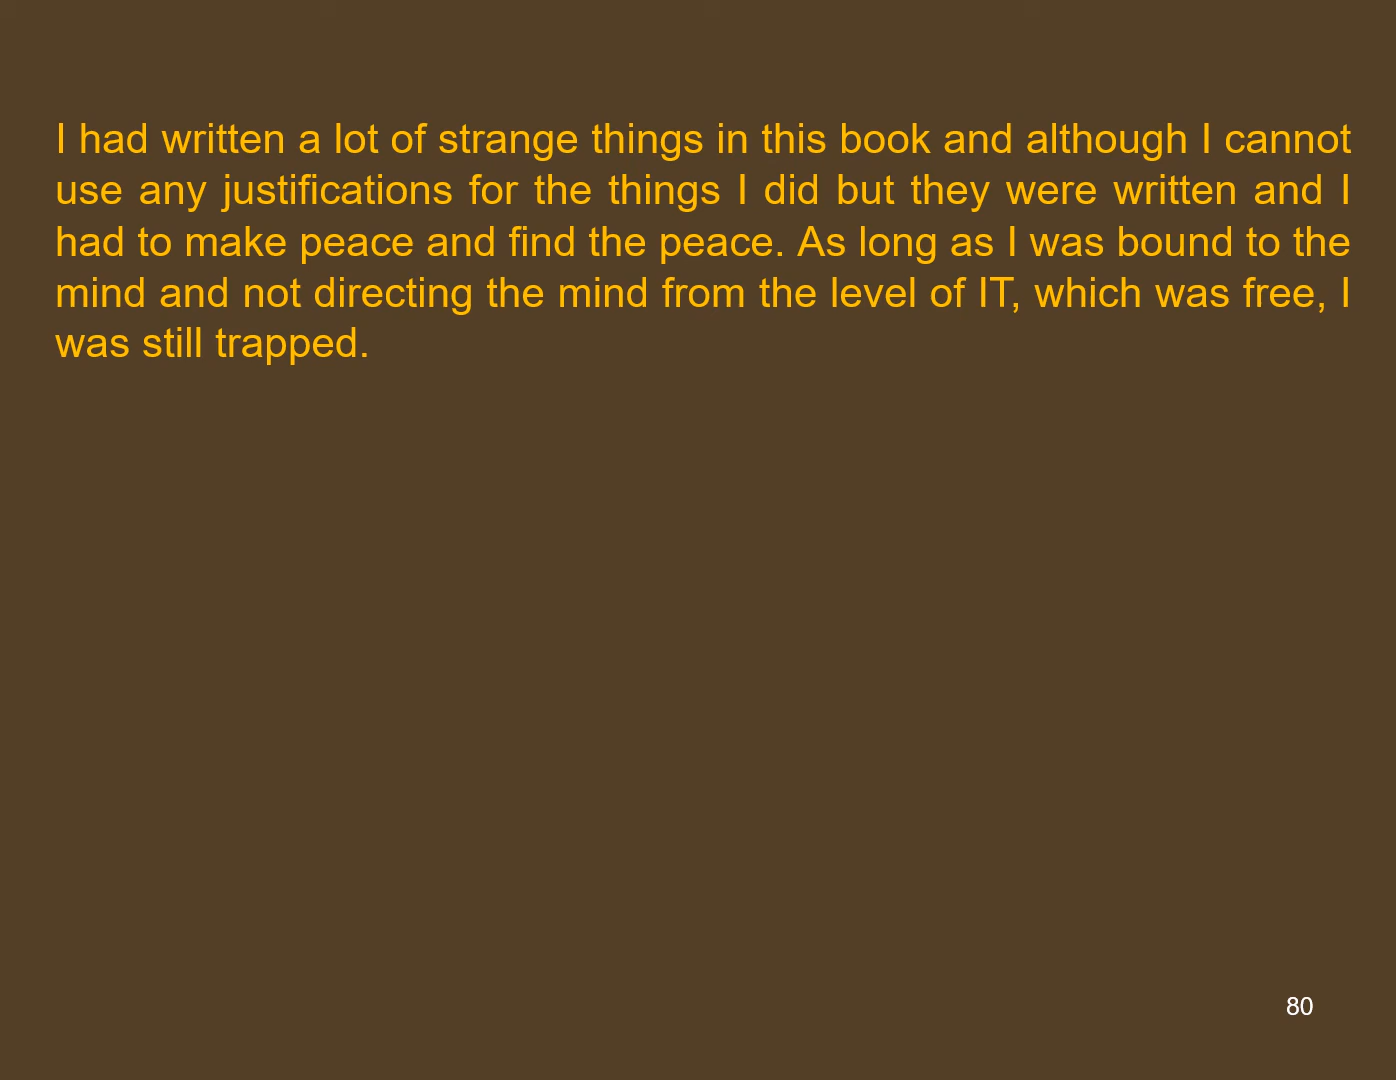 I had written a lot of strange things in this book and although I cannot
use any justifications for the things I did but they were written and I
had to make peace and find the peace. As long as I was bound to the
mind and not directing the mind from the level of IT, which was free, I
was still trapped.
80